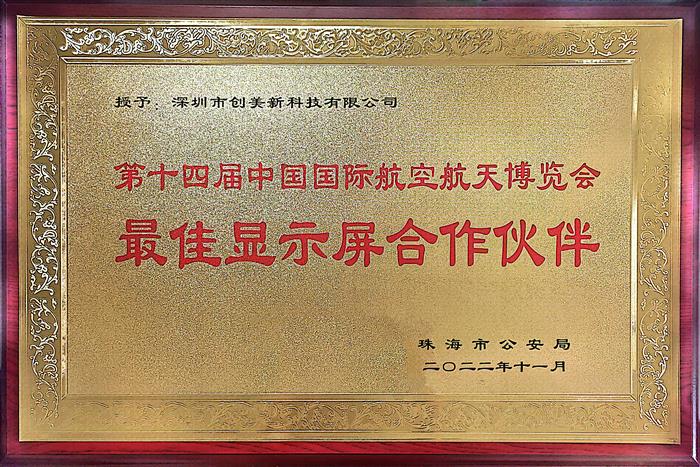 授予：深圳市创美新科技有限公司
第十四届中国国际航空航天博览会
最佳显示屏合作伙伴
珠海市公安局
二〇二二年十一月